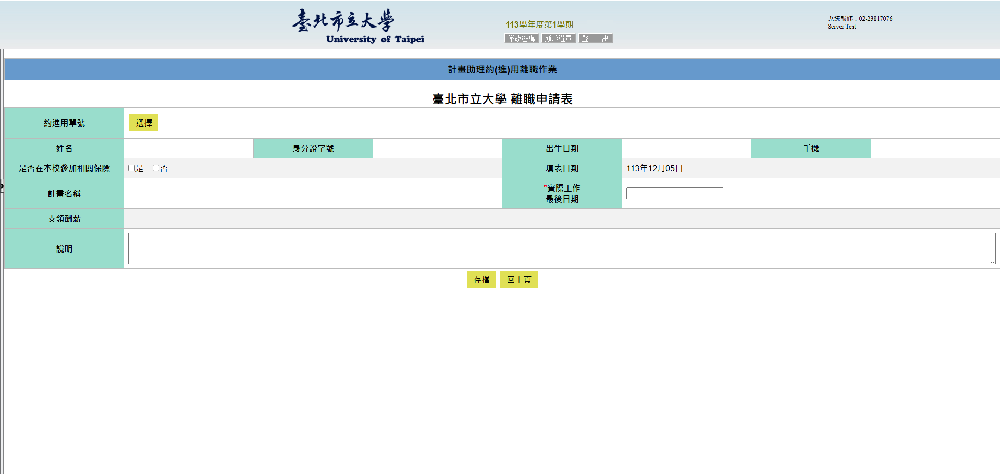 臺北市立大學
University of Taipei
113學年度第1學期
修改密碼 顯示選單 登 出
系統報修：02-23817076
Server Test
計畫助理約(進)用離職作業
臺北市立大學 離職申請表
約進用單號 選擇
姓名 身分證字號 出生日期 手機
是否在本校參加相關保險 是 否 填表日期 113年12月05日
計畫名稱 *實際工作
最後日期
支領酬薪
說明
存檔 回上頁